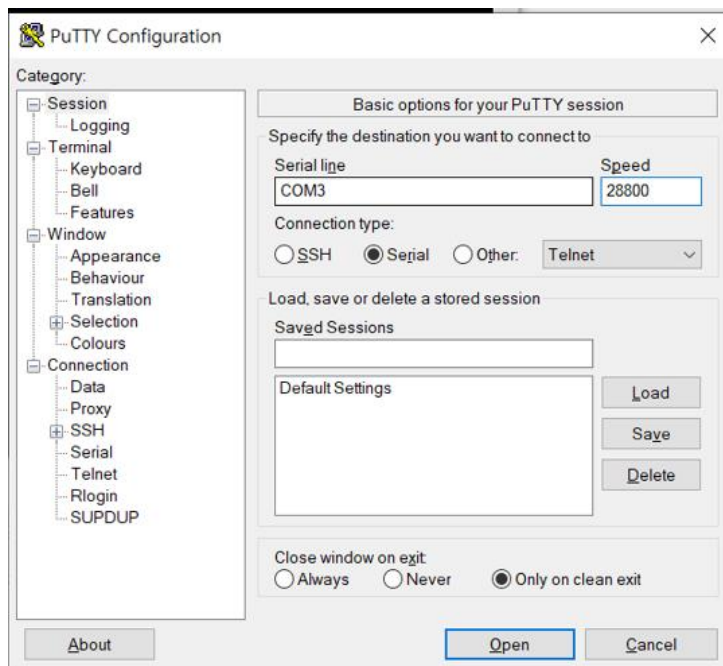 PuTTY Configuration
Category:
Session
Logging
Terminal
Keyboard
Bell
Features
Window
Appearance
Behaviour
Translation
Selection
Colours
Connection
Data
Proxy
SSH
Serial
Telnet
Rlogin
SUPDUP
Basic options for your PuTTY session
Specify the destination you want to connect to
Serial line Speed
COM3 28800
Connection type:
SSH Serial Other: Telnet
Load, save or delete a stored session
Saved Sessions
Default Settings
Load
Save
Delete
Close window on exit:
Always Never Only on clean exit
About Open Cancel